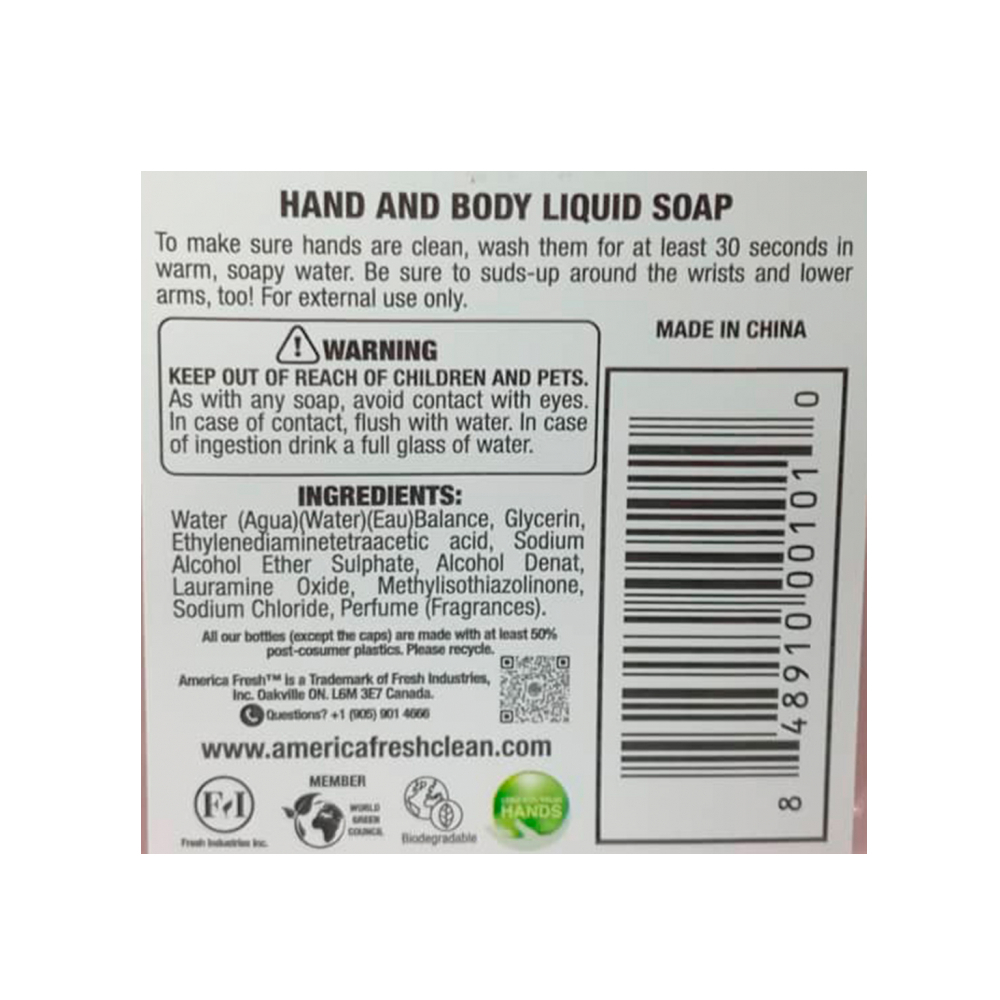 HAND AND BODY LIQUID SOAP
To make sure hands are clean, wash them for at least 30 seconds in
warm, soapy water. Be sure to suds-up around the wrists and lower
arms, too! For external use only.
WARNING
KEEP OUT OF REACH OF CHILDREN AND PETS.
As with any soap, avoid contact with eyes.
In case of contact, flush with water. In case
of ingestion drink a full glass of water.
MADE IN CHINA
8 48910 00101 0
INGREDIENTS:
Water (Aqua)(Water)(Eau)Balance, Glycerin,
Ethylenediaminetetraacetic acid, Sodium
Alcohol Ether Sulphate, Alcohol Denat,
Lauramine Oxide, Methylisothiazolinone,
Sodium Chloride, Perfume (Fragrances).
All our bottles (except the caps) are made with at least 50%
post-cosumer plastics. Please recycle.
America Fresh™ is a Trademark of Fresh Industries,
Inc. Oakville ON. L6M 3E7 Canada.
Questions? +1 (905) 901 4666
www.americafreshclean.com
FI
Fresh Industries Inc.
MEMBER
WORLD
GREEN
COUNCIL
Biodegradable
HANDS